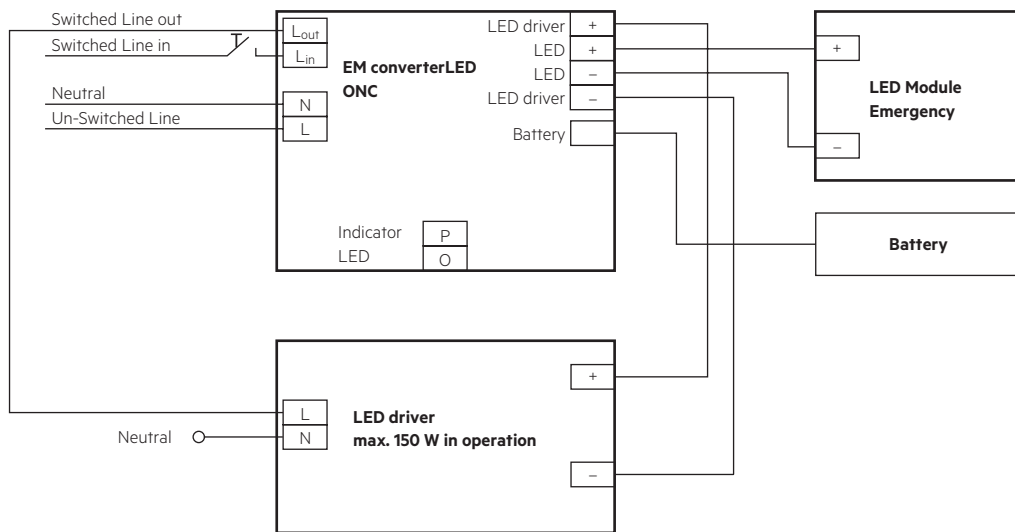 Switched Line out
Switched Line in
Neutral
Un-Switched Line
Lout
Lin
N
L
EM converterLED
ONC
LED driver +
LED +
LED –
LED driver –
Battery
Indicator P
LED O
+
–
LED Module
Emergency
Battery
L
N
Neutral
LED driver
max. 150 W in operation
+
–